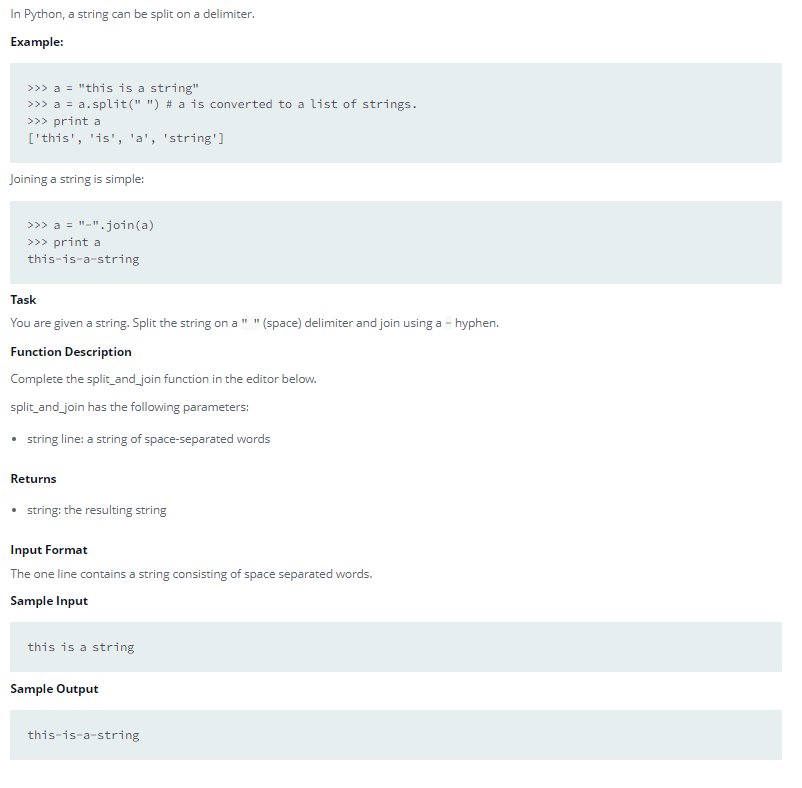 In Python, a string can be split on a delimiter.
Example:
>>> a = "this is a string"
>>> a = a.split(" ") # a is converted to a list of strings.
>>> print a
['this', 'is', 'a', 'string']
Joining a string is simple:
>>> a = "-".join(a)
>>> print a
this-is-a-string
Task
You are given a string. Split the string on a " " (space) delimiter and join using a - hyphen.
Function Description
Complete the split_and_join function in the editor below.
split_and_join has the following parameters:
• string line: a string of space-separated words
Returns
• string: the resulting string
Input Format
The one line contains a string consisting of space separated words.
Sample Input
this is a string
Sample Output
this-is-a-string